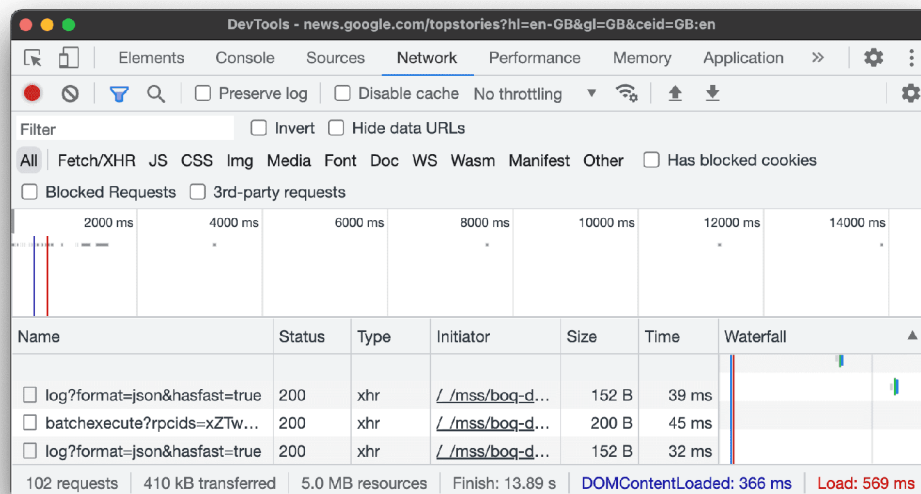 DevTools - news.google.com/topstories?hl=en-GB&gl=GB&ceid=GB:en
Elements Console Sources Network Performance Memory Application »
Preserve log Disable cache No throttling
Filter Invert Hide data URLs
All Fetch/XHR JS CSS Img Media Font Doc WS Wasm Manifest Other Has blocked cookies
Blocked Requests 3rd-party requests
2000 ms 4000 ms 6000 ms 8000 ms 10000 ms 12000 ms 14000 ms
Name Status Type Initiator Size Time Waterfall
log?format=json&hasfast=true 200 xhr /_/mss/boq-d... 152 B 39 ms
batchexecute?rpcids=xZTw... 200 xhr /_/mss/boq-d... 200 B 45 ms
log?format=json&hasfast=true 200 xhr /_/mss/boq-d... 152 B 32 ms
102 requests 410 kB transferred 5.0 MB resources Finish: 13.89 s DOMContentLoaded: 366 ms Load: 569 ms